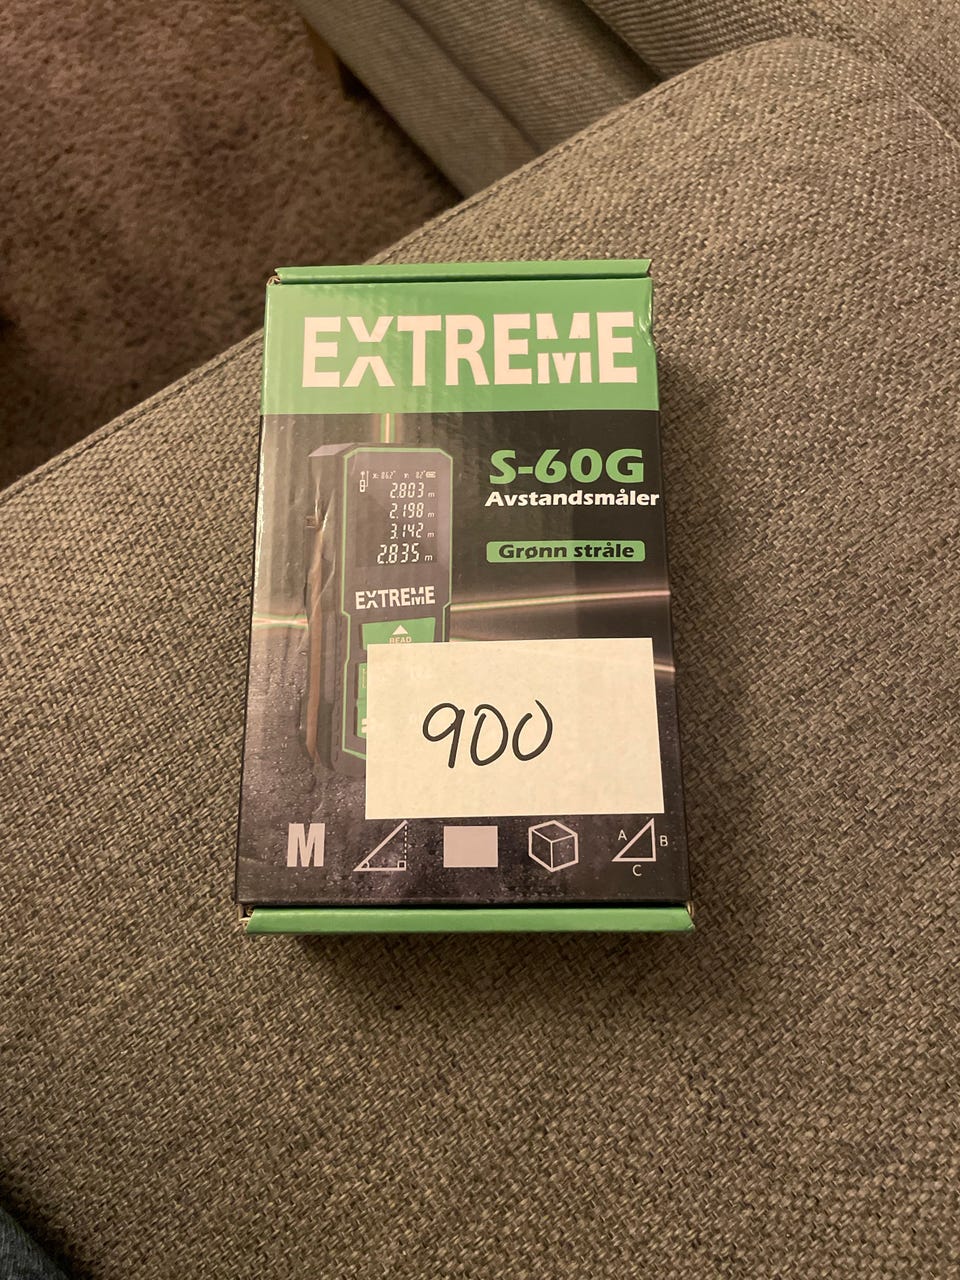 EXTREME
S-60G
Avstandsmåler
Grønn stråle
2.803 m
2.198 m
3.142 m
2.835 m
EXTREME
READ
900
M
A
B
C